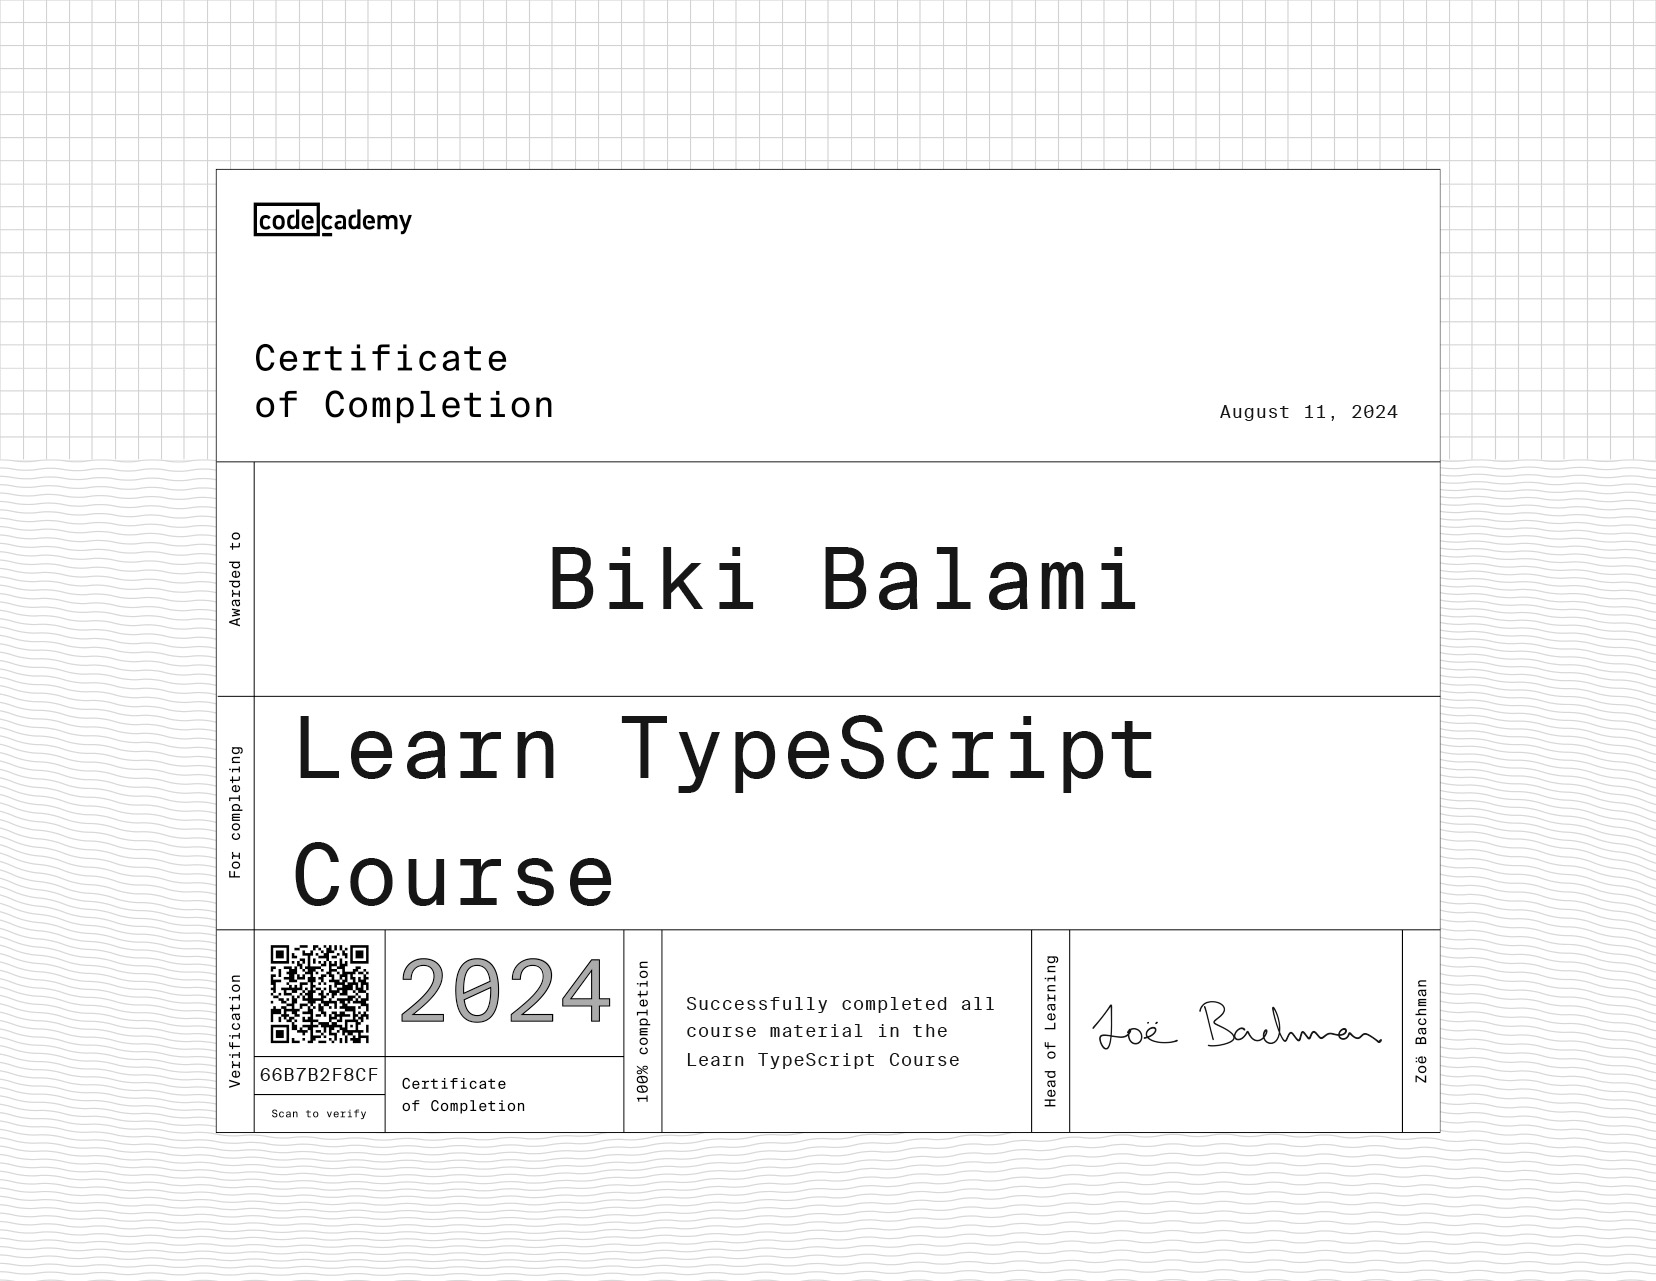 codecademy
Certificate
of Completion
August 11, 2024
Awarded to
Biki Balami
For completing
Learn TypeScript
Course
Verification
66B7B2F8CF
Scan to verify
2024
Certificate
of Completion
100% completion
Successfully completed all
course material in the
Learn TypeScript Course
Head of Learning
Zoë Bachman
Zoë Bachman